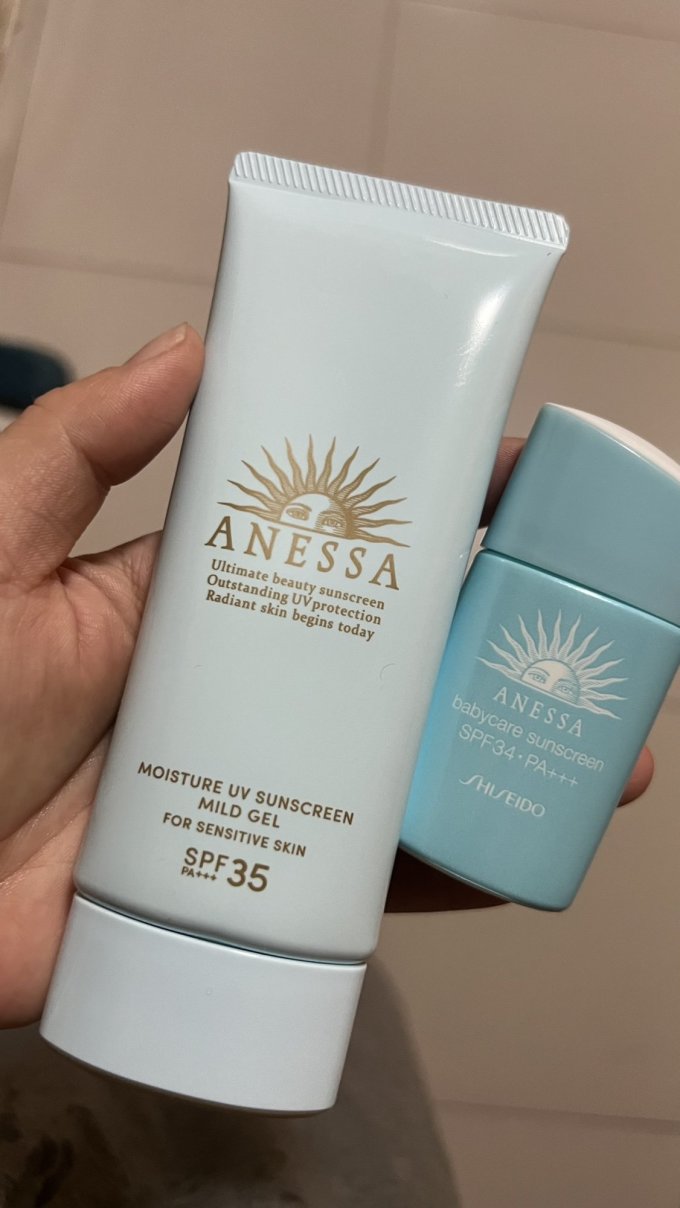 ANESSA
Ultimate beauty sunscreen
Outstanding UV protection
Radiant skin begins today
MOISTURE UV SUNSCREEN
MILD GEL
FOR SENSITIVE SKIN
SPF 35
PA+++
ANESSA
babycare sunscreen
SPF34・PA+++
SHISEIDO